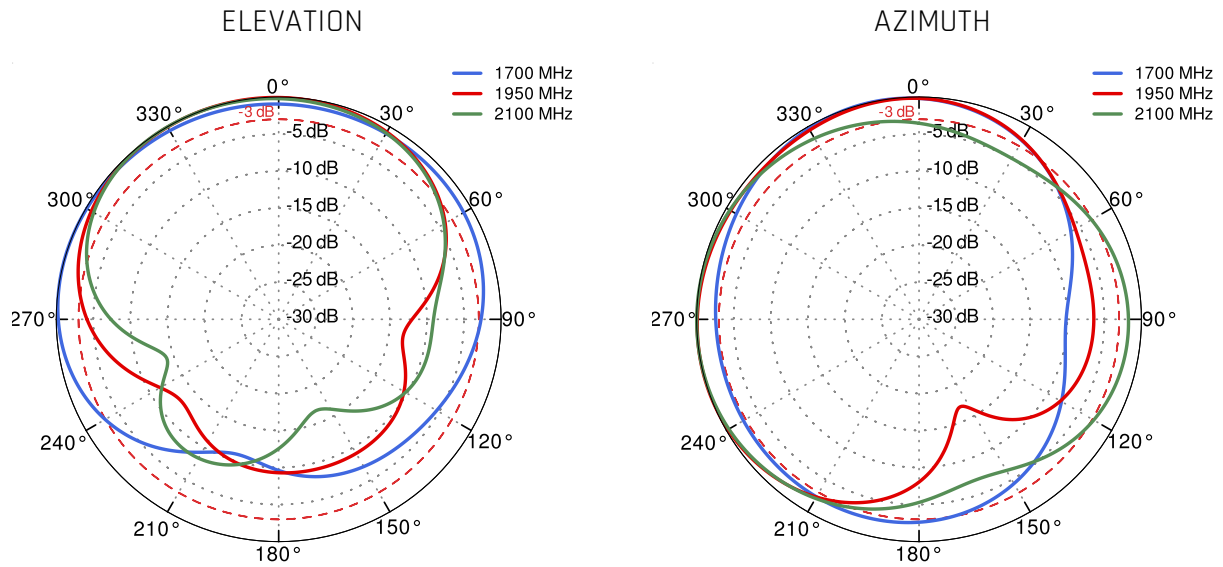 ELEVATION
1700 MHz
1950 MHz
2100 MHz
0°
30°
60°
90°
120°
150°
180°
210°
240°
270°
300°
330°
-3 dB
-5 dB
-10 dB
-15 dB
-20 dB
-25 dB
-30 dB
AZIMUTH
1700 MHz
1950 MHz
2100 MHz
0°
30°
60°
90°
120°
150°
180°
210°
240°
270°
300°
330°
-3 dB
-5 dB
-10 dB
-15 dB
-20 dB
-25 dB
-30 dB